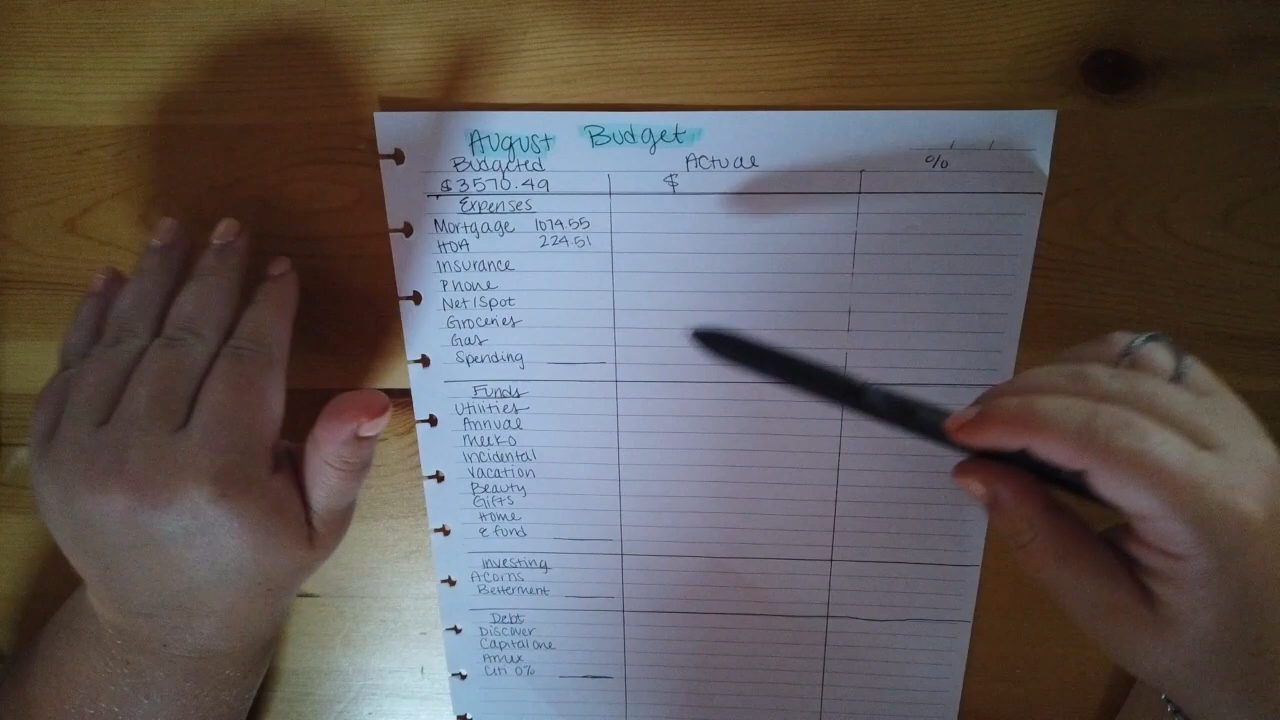 August Budget
Budgeted Actual %
$3570.49 $
Expenses
Mortgage 1074.55
HOA 224.51
Insurance
Phone
Net/Spot
Groceries
Gas
Spending
Funds
Utilities
Annual
Meeko
Incidental
Vacation
Beauty
Gifts
Home
e fund
Investing
Acorns
Betterment
Debt
Discover
Capital One
Amex
Citi 0%